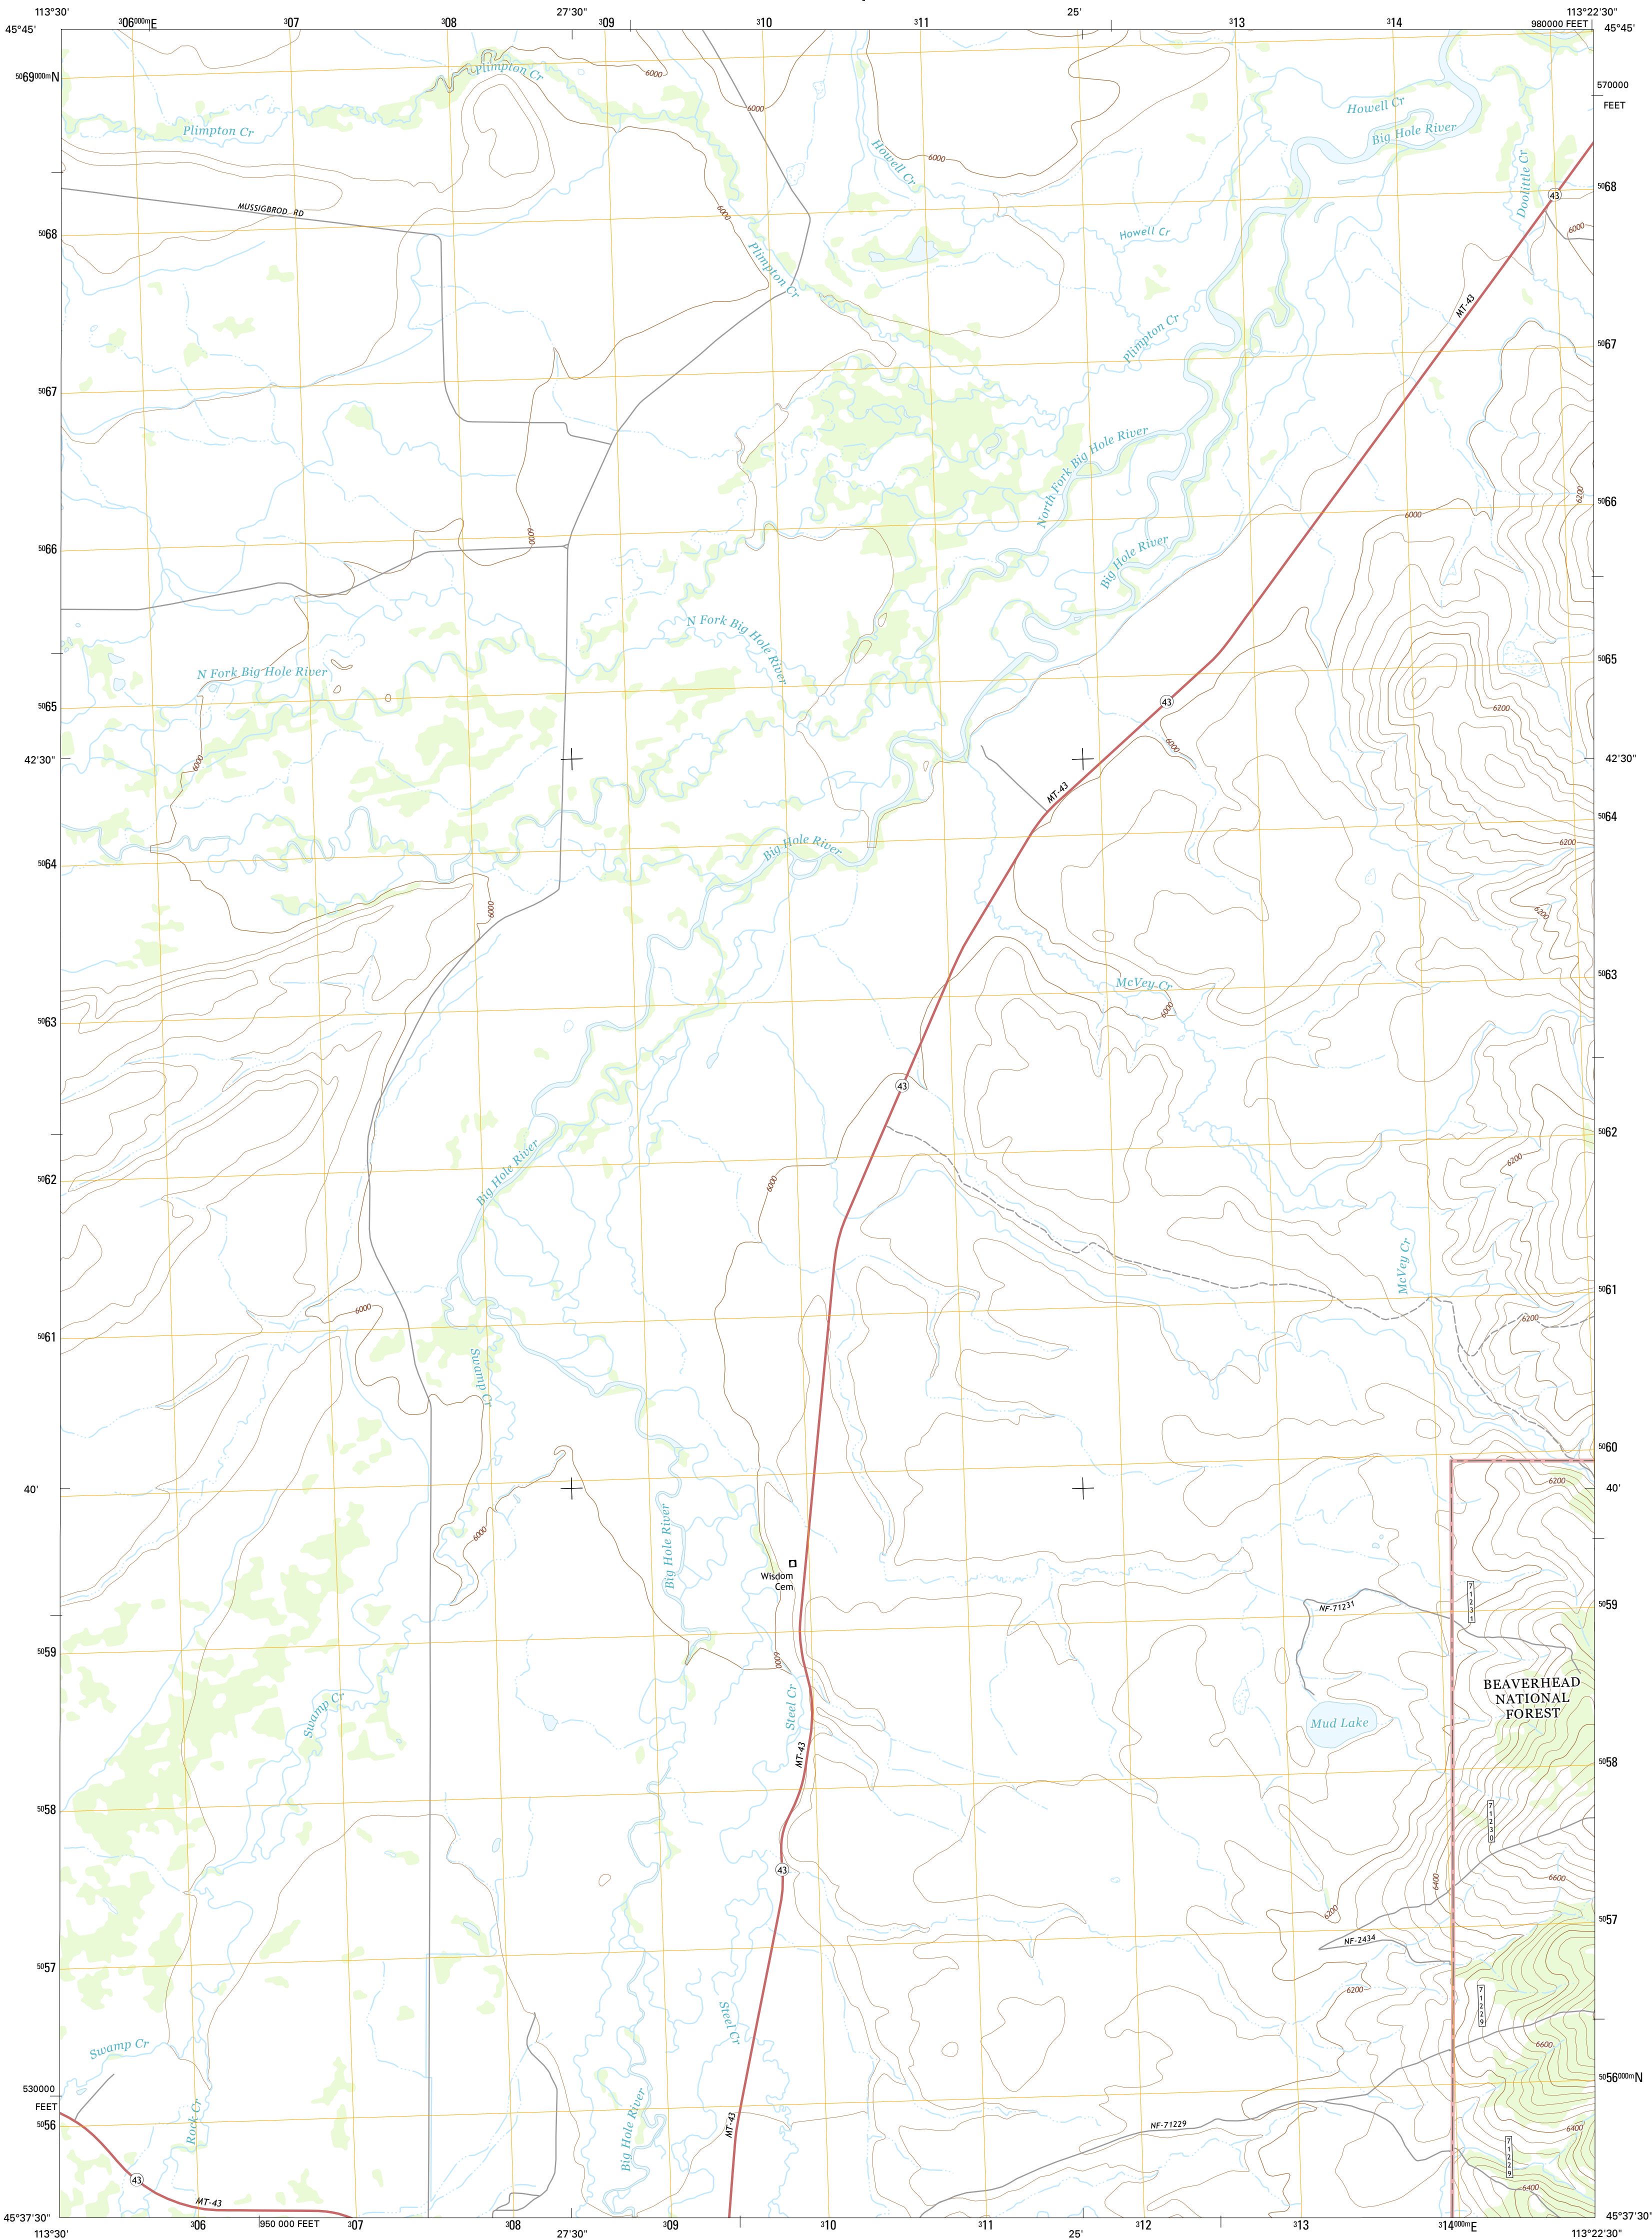 113°30'
306000mE
307
308
27'30"
309
310
311
25'
313
314
980000 FEET
113°22'30"
45°45'
45°45'
5069000mN
570000
FEET
Plimpton Cr
6000
6000
Howell Cr
Big Hole River
Plimpton Cr
Howell Cr
6000
Doolittle Cr
43
5068
MUSSIGBROD RD
6000
Plimpton Cr
Howell Cr
6000
5068
MT-43
Plimpton Cr
5067
5067
North Fork Big Hole River
6200
5066
6000
6000
5066
Big Hole River
N Fork Big Hole River
N Fork Big Hole River
5065
6200
43
5065
6000
6000
42'30"
42'30"
MT-43
5064
Big Hole River
6200
5064
6000
6200
5063
McVey Cr
6000
5063
43
5062
Big Hole River
6000
6200
5062
McVey Cr
5061
6000
6200
5061
Swamp Cr
5060
6200
40'
40'
6000
Big Hole River
Wisdom
Cem
NF-71231
71231
5059
5059
6000
BEAVERHEAD
NATIONAL
FOREST
Swamp Cr
Steel Cr
Mud Lake
MT-43
5058
5058
71230
43
6400
6600
6200
5057
NF-2434
5057
6200
71229
Steel Cr
6600
Swamp Cr
5056000mN
530000
FEET
5056
Rock Cr
Big Hole River
MT-43
NF-71229
6400
71229
43
MT-43
6400
45°37'30"
45°37'30"
113°30'
306
950 000 FEET
307
308
27'30"
309
310
311
25'
312
313
314000mE
113°22'30"